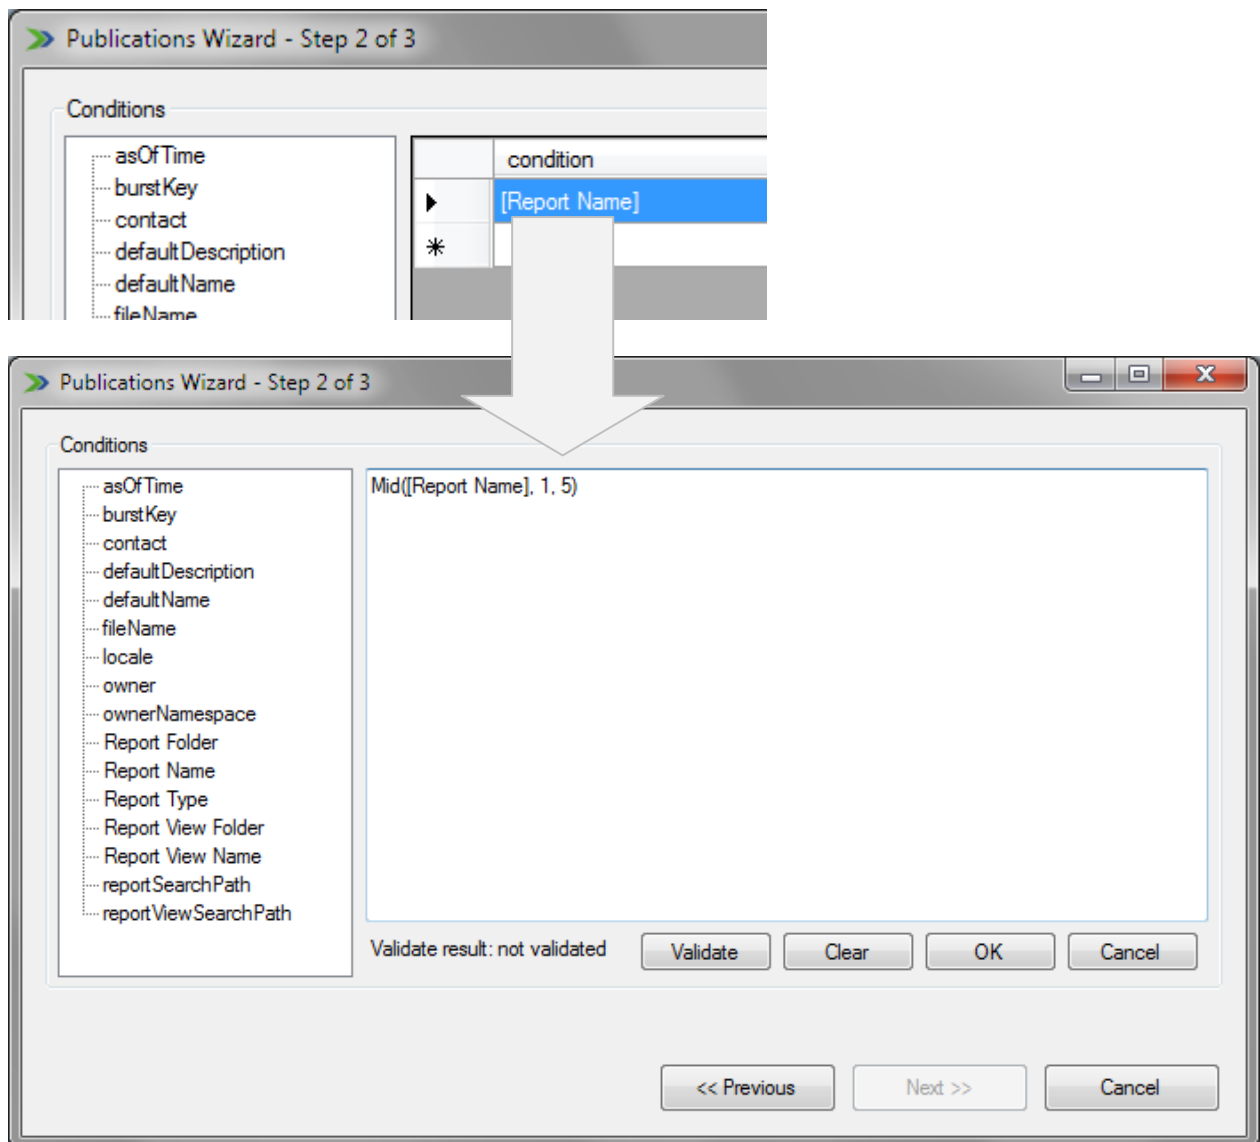 Publications Wizard - Step 2 of 3
Conditions
asOfTime
burstKey
contact
defaultDescription
defaultName
fileName
condition
[Report Name]
Publications Wizard - Step 2 of 3
Conditions
asOfTime
burstKey
contact
defaultDescription
defaultName
fileName
locale
owner
ownerNamespace
Report Folder
Report Name
Report Type
Report View Folder
Report View Name
reportSearchPath
reportViewSearchPath
Mid([Report Name], 1, 5)
Validate result: not validated Validate Clear OK Cancel
<< Previous Next >> Cancel